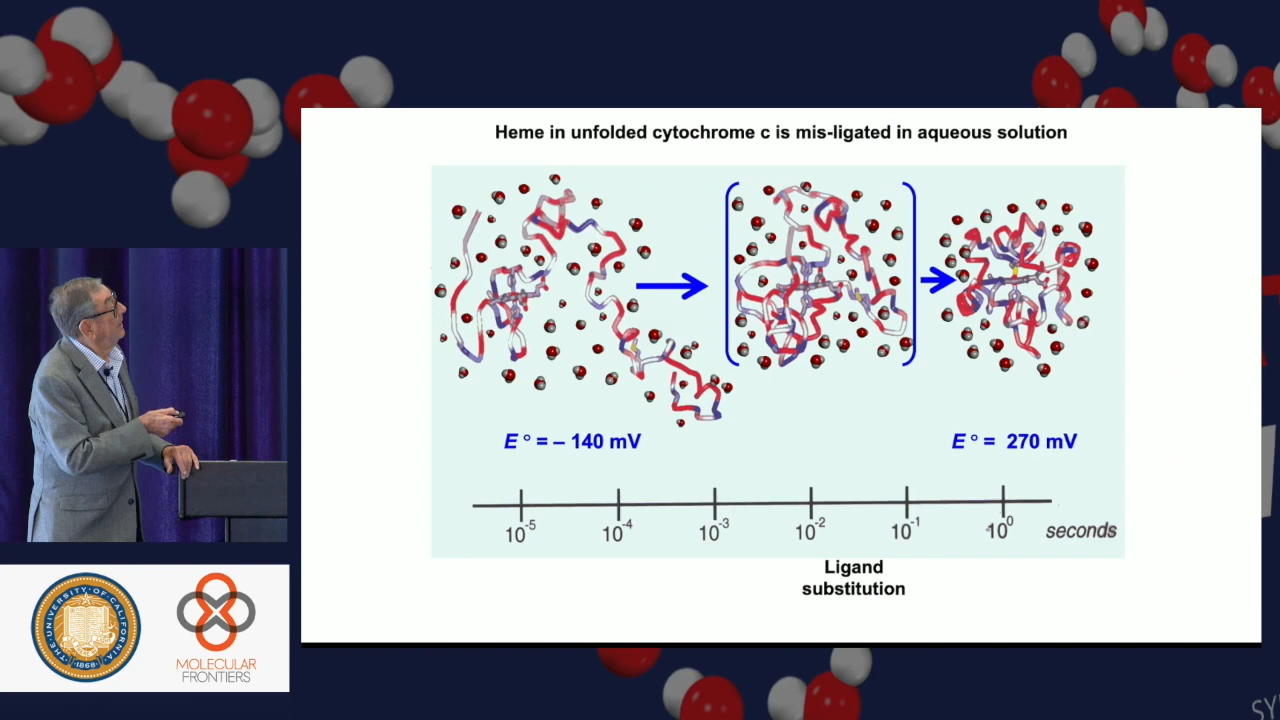 Heme in unfolded cytochrome c is mis-ligated in aqueous solution
E° = – 140 mV
E° = 270 mV
10⁻⁵ 10⁻⁴ 10⁻³ 10⁻² 10⁻¹ 10⁰ seconds
Ligand
substitution
THE UNIVERSITY OF CALIFORNIA
1868
MOLECULAR
FRONTIERS
SY